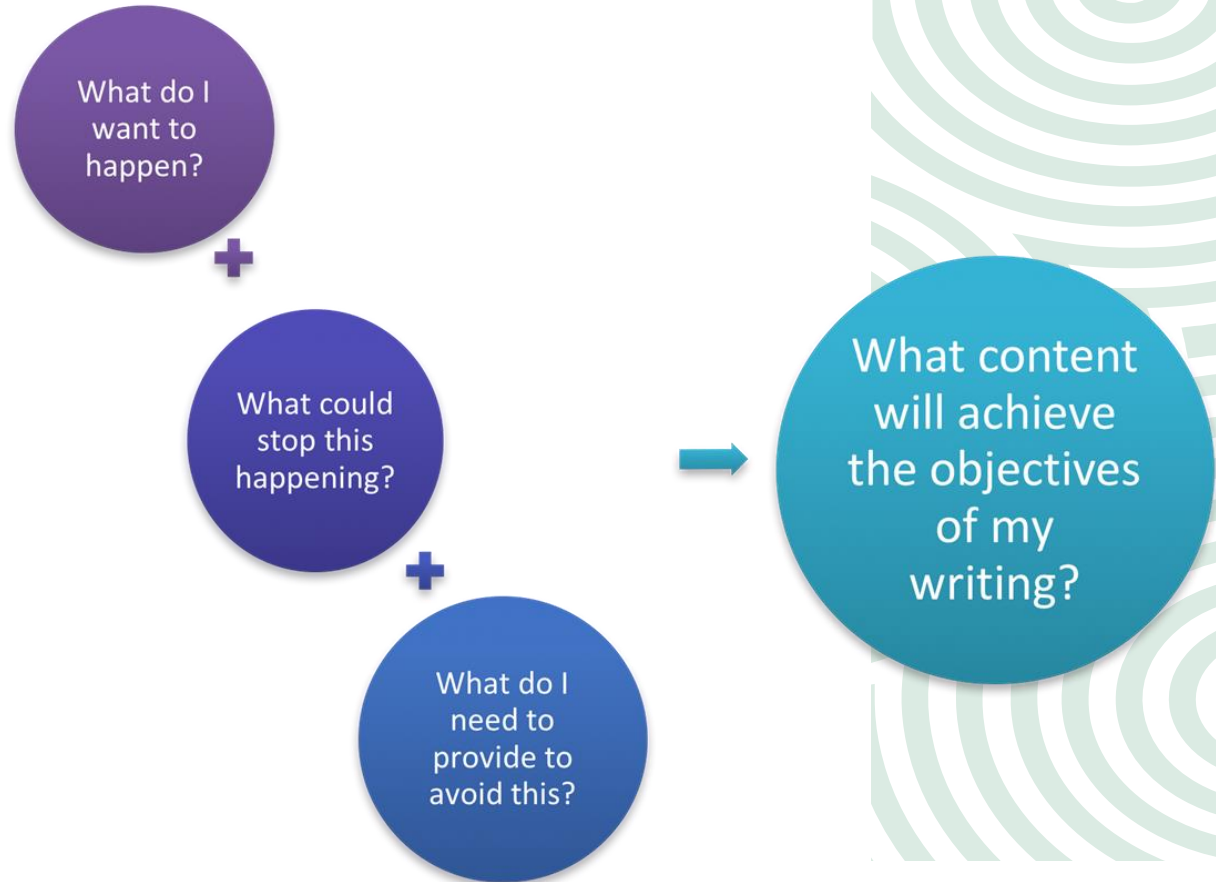 What do I
want to
happen?
What could
stop this
happening?
What do I
need to
provide to
avoid this?
What content
will achieve
the objectives
of my
writing?